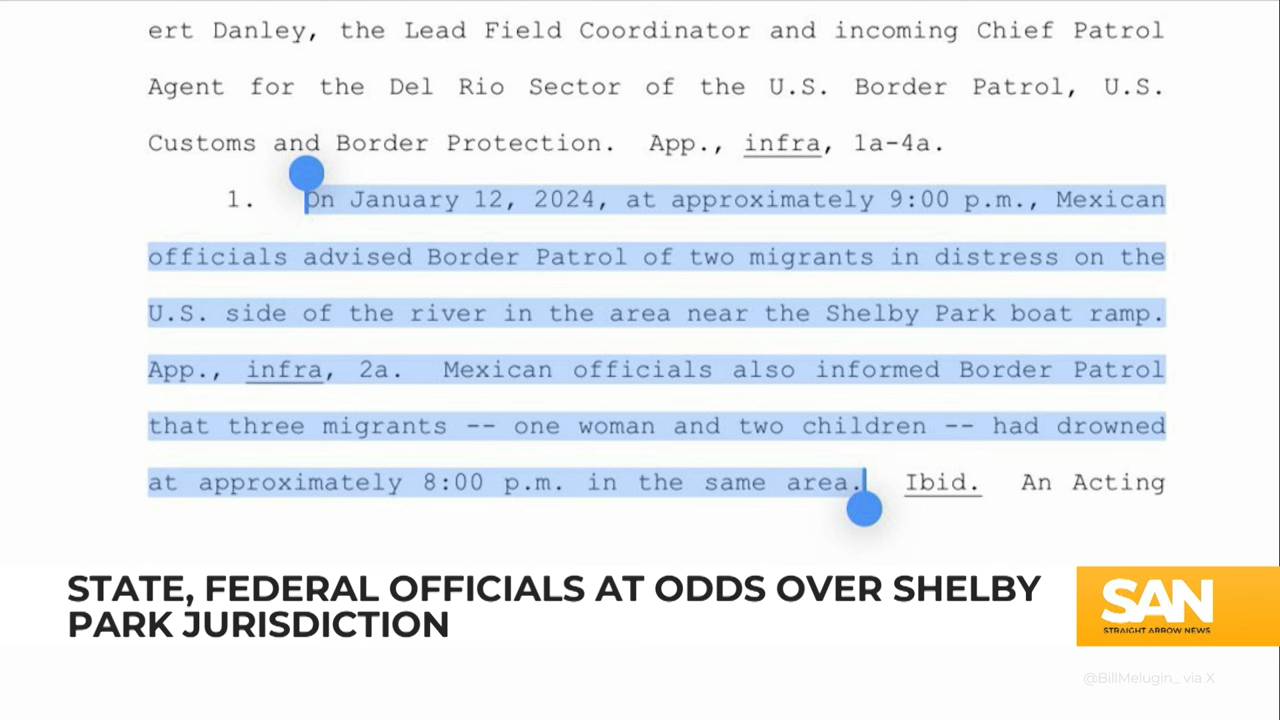 ert Danley, the Lead Field Coordinator and incoming Chief Patrol
Agent for the Del Rio Sector of the U.S. Border Patrol, U.S.
Customs and Border Protection. App., infra, 1a-4a.
1. On January 12, 2024, at approximately 9:00 p.m., Mexican
officials advised Border Patrol of two migrants in distress on the
U.S. side of the river in the area near the Shelby Park boat ramp.
App., infra, 2a. Mexican officials also informed Border Patrol
that three migrants -- one woman and two children -- had drowned
at approximately 8:00 p.m. in the same area. Ibid. An Acting
STATE, FEDERAL OFFICIALS AT ODDS OVER SHELBY
PARK JURISDICTION
SAN
STRAIGHT ARROW NEWS
@BillMelugin_ via X